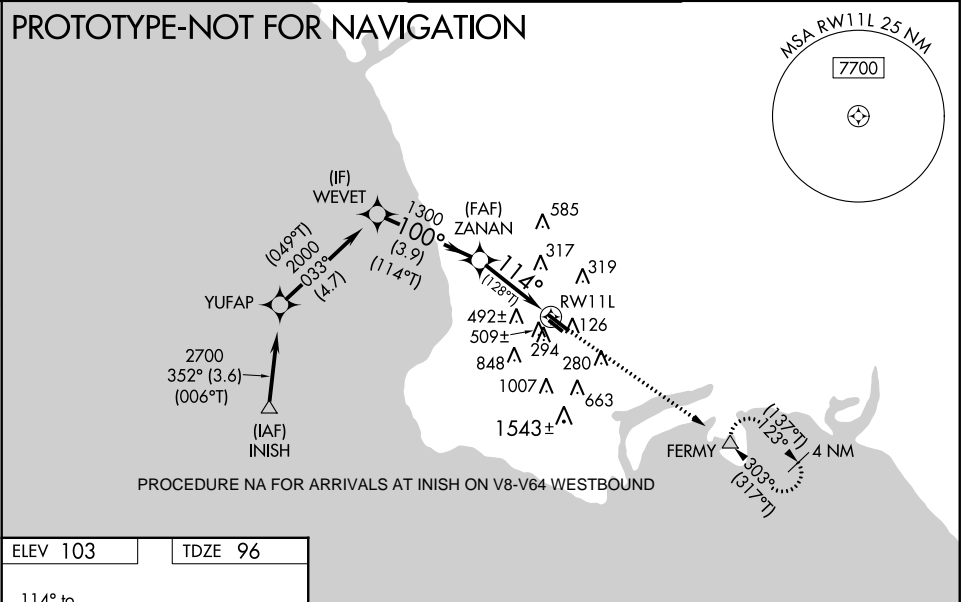 PROTOTYPE-NOT FOR NAVIGATION
MSA RW11L 25 NM
7700
(IF)
WEVET
1300
100°
(3.9)
(114°T)
(FAF)
ZANAN
585
317
319
114°
(128°T)
(049°T)
2000
033°
(4.7)
YUFAP
RW11L
492±
126
509±
294
848
280
2700
352° (3.6)
(006°T)
1007
663
1543±
(IAF)
INISH
FERMY
(137°T)
123°
4 NM
303°
(317°T)
PROCEDURE NA FOR ARRIVALS AT INISH ON V8-V64 WESTBOUND
ELEV 103
TDZE 96
114° to